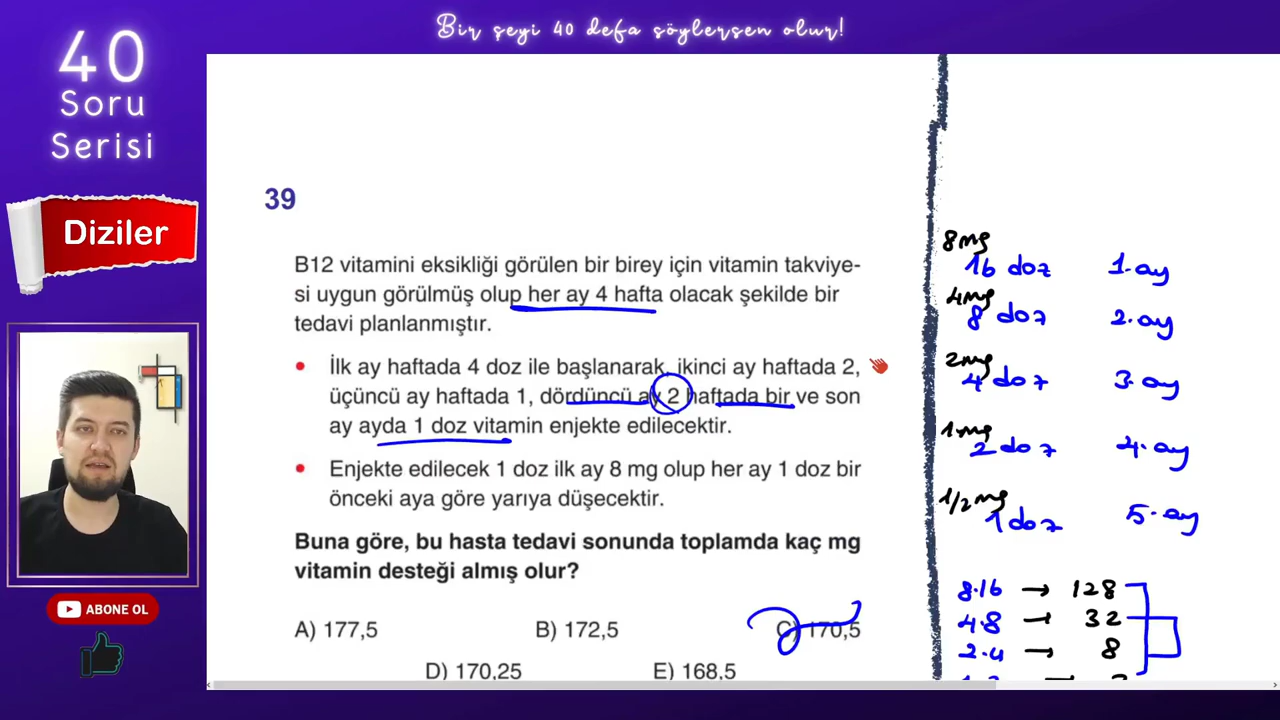 Bir şeyi 40 defa söylersen olur!
40
Soru
Serisi
Diziler
ABONE OL
39
B12 vitamini eksikliği görülen bir birey için vitamin takviye-
si uygun görülmüş olup her ay 4 hafta olacak şekilde bir
tedavi planlanmıştır.
• İlk ay haftada 4 doz ile başlanarak, ikinci ay haftada 2,
üçüncü ay haftada 1, dördüncü ay 2 haftada bir ve son
ay ayda 1 doz vitamin enjekte edilecektir.
• Enjekte edilecek 1 doz ilk ay 8 mg olup her ay 1 doz bir
önceki aya göre yarıya düşecektir.
Buna göre, bu hasta tedavi sonunda toplamda kaç mg
vitamin desteği almış olur?
A) 177,5 B) 172,5 C) 170,5
D) 170,25 E) 168,5
8mg
16 doz 1. ay
4mg
8 doz 2. ay
2mg
4 doz 3. ay
1mg
2 doz 4. ay
1/2 mg
1 doz 5. ay
8.16 → 128
4.8 → 32
2.4 → 8